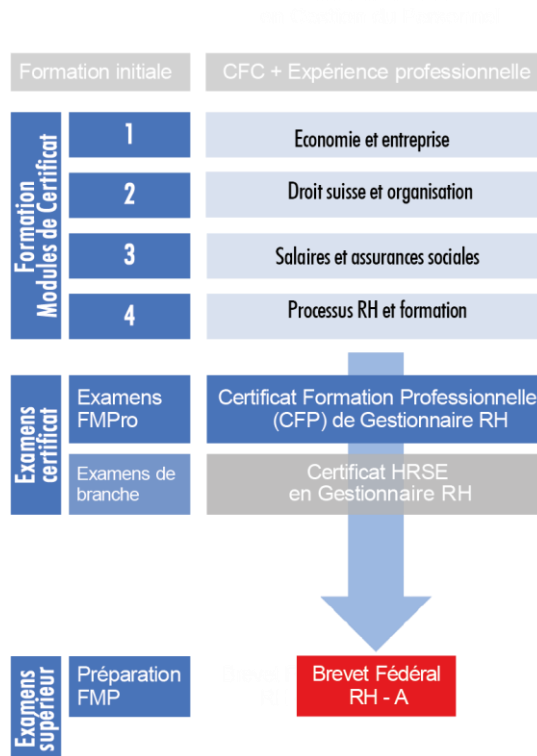 Formation initiale
CFC + Expérience professionnelle
Formation
Modules de Certificat
1
Economie et entreprise
2
Droit suisse et organisation
3
Salaires et assurances sociales
4
Processus RH et formation
Examens
certificat
Examens
FMPro
Certificat Formation Professionnelle
(CFP) de Gestionnaire RH
Examens de
branche
Certificat HRSE
en Gestionnaire RH
Examens
supérieur
Préparation
FMP
Brevet Fédéral
RH - A